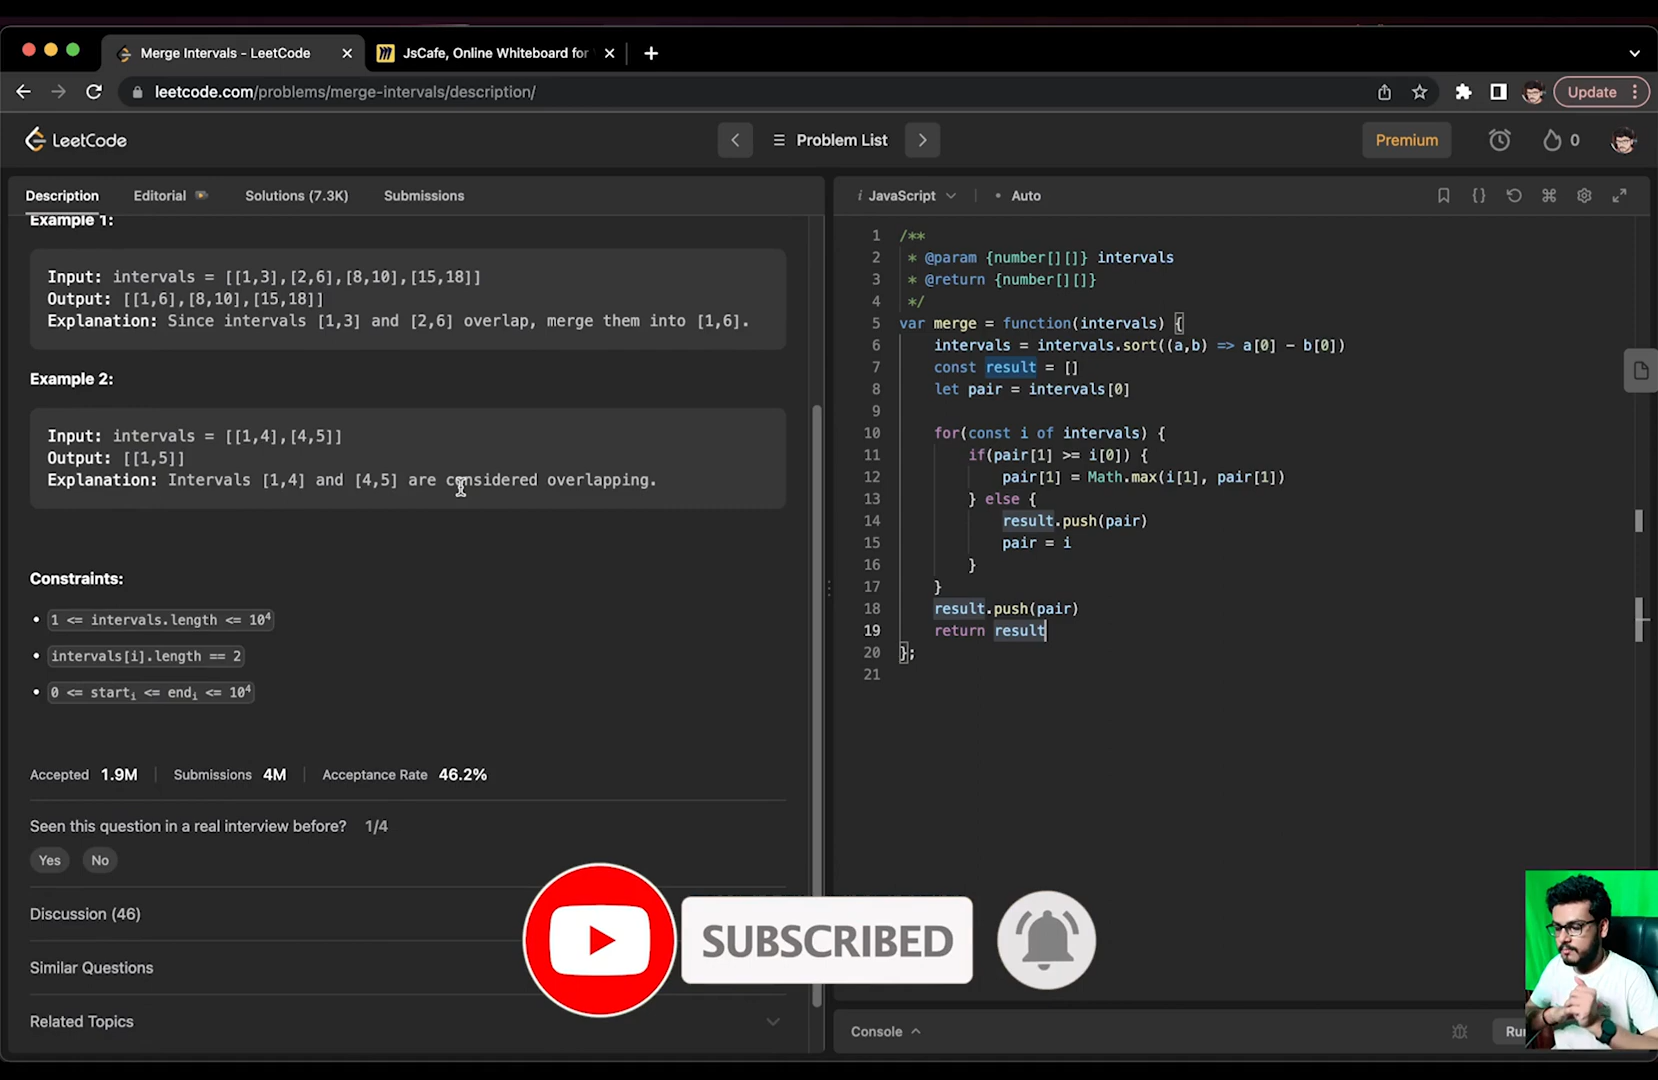 Merge Intervals - LeetCode
JsCafe, Online Whiteboard for
leetcode.com/problems/merge-intervals/description/
Update
LeetCode
Problem List
Premium
0
Description
Editorial
Solutions (7.3K)
Submissions
Example 1:
Input: intervals = [[1,3],[2,6],[8,10],[15,18]]
Output: [[1,6],[8,10],[15,18]]
Explanation: Since intervals [1,3] and [2,6] overlap, merge them into [1,6].
Example 2:
Input: intervals = [[1,4],[4,5]]
Output: [[1,5]]
Explanation: Intervals [1,4] and [4,5] are considered overlapping.
Constraints:
• 1 <= intervals.length <= 10⁴
• intervals[i].length == 2
• 0 <= startᵢ <= endᵢ <= 10⁴
Accepted 1.9M
Submissions 4M
Acceptance Rate 46.2%
Seen this question in a real interview before? 1/4
Yes
No
Discussion (46)
Similar Questions
Related Topics
i JavaScript
• Auto
1 /**
2  * @param {number[][]} intervals
3  * @return {number[][]}
4  */
5 var merge = function(intervals) {
6     intervals = intervals.sort((a,b) => a[0] - b[0])
7     const result = []
8     let pair = intervals[0]
9
10     for(const i of intervals) {
11         if(pair[1] >= i[0]) {
12             pair[1] = Math.max(i[1], pair[1])
13         } else {
14             result.push(pair)
15             pair = i
16         }
17     }
18     result.push(pair)
19     return result
20 };
21
SUBSCRIBED
Console
Ru